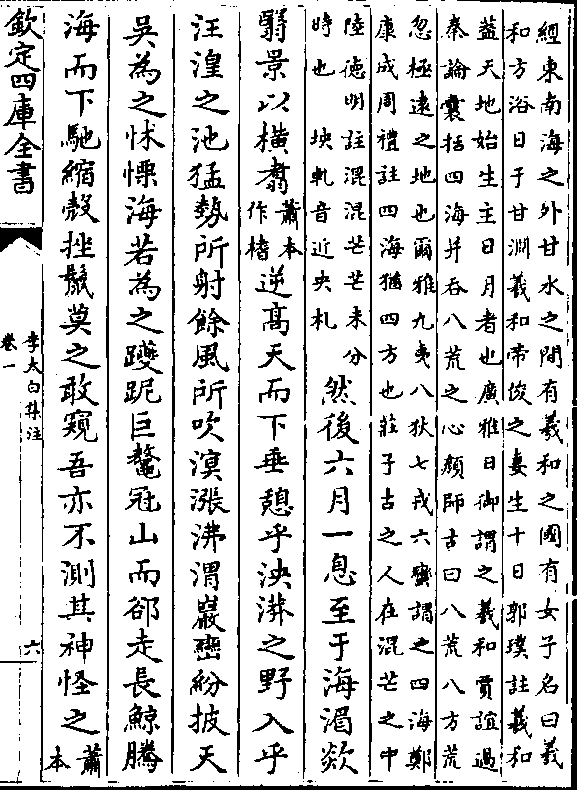 經東南海之外甘水之間有羲和之國有女子名曰羲
和方浴日于甘淵羲和帝俊之妻生十日郭璞註羲和
葢天地始生主日月者也廣雅日御謂之羲和賈誼過
秦論囊括四海并吞八荒之心顔師古曰八荒八方荒
忽極遠之地也爾雅九夷八狄七戎六蠻謂之四海鄭
康成周禮註四海猶四方也莊子古之人在混芒之中
陸德明註混混芒芒未分
時也 坱軋音近央札
然後六月一息至于海湄欻
翳景以横翥
蕭本
作楮
逆髙天而下垂憩乎泱漭之野入乎
汪湟之池猛勢所射餘風所吹溟漲沸渭巖巒紛披天
吳為之怵慄海若為之躨跜巨鼇冠山而郤走長鯨騰
海而下馳縮殼挫鬛莫之敢窺吾亦不測其神怪之
蕭
本
欽定四庫全書
李太白集注
卷一
六